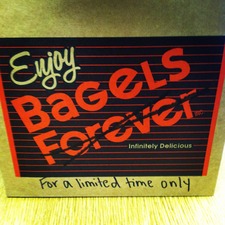 Enjoy
BAGELS
Forever
Infinitely Delicious
For a limited time only